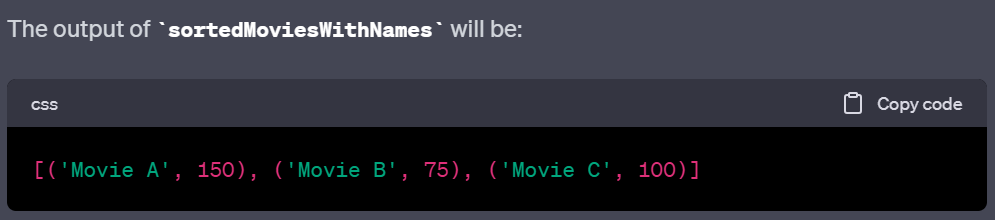 The output of `sortedMoviesWithNames` will be:
css Copy code
[('Movie A', 150), ('Movie B', 75), ('Movie C', 100)]